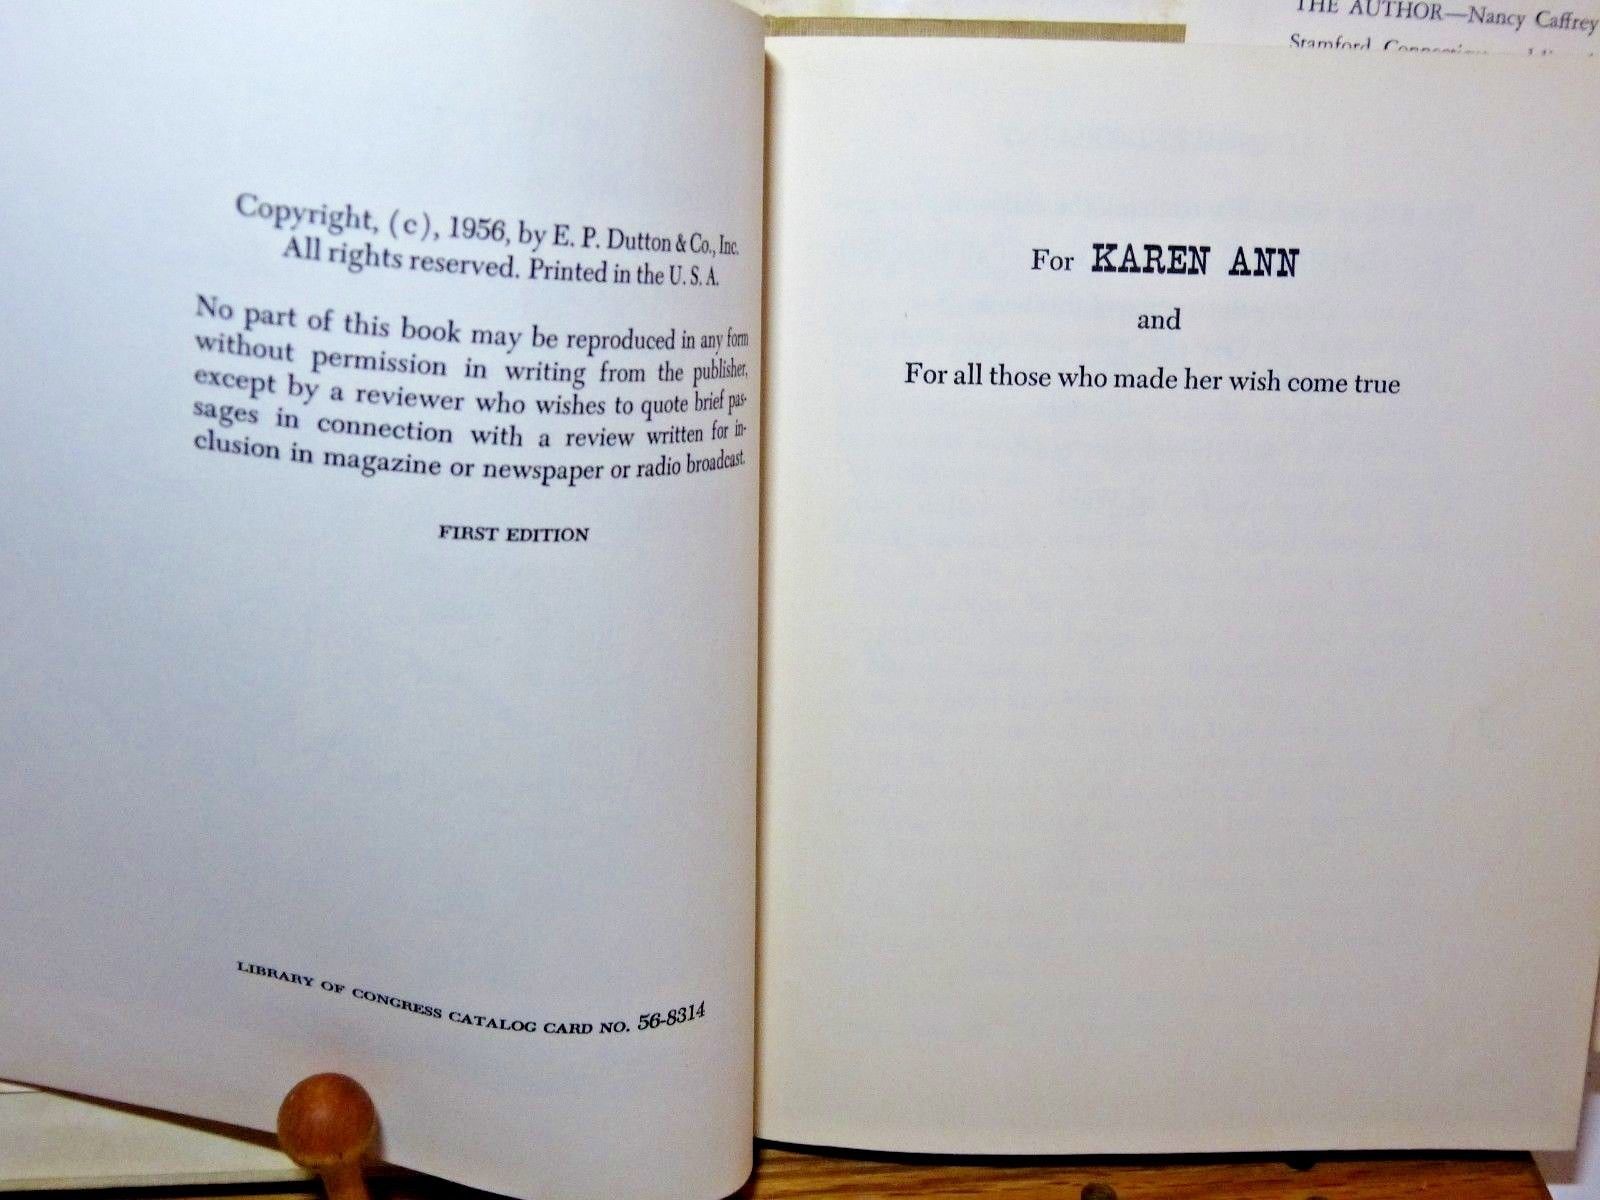 Copyright, (c), 1956, by E. P. Dutton & Co., Inc.
All rights reserved. Printed in the U. S. A.
No part of this book may be reproduced in any form
without permission in writing from the publisher,
except by a reviewer who wishes to quote brief pas-
sages in connection with a review written for in-
clusion in magazine or newspaper or radio broadcast.
FIRST EDITION
LIBRARY OF CONGRESS CATALOG CARD NO. 56-8314
THE AUTHOR—Nancy Caffrey
Stamford, Connecticut
For KAREN ANN
and
For all those who made her wish come true